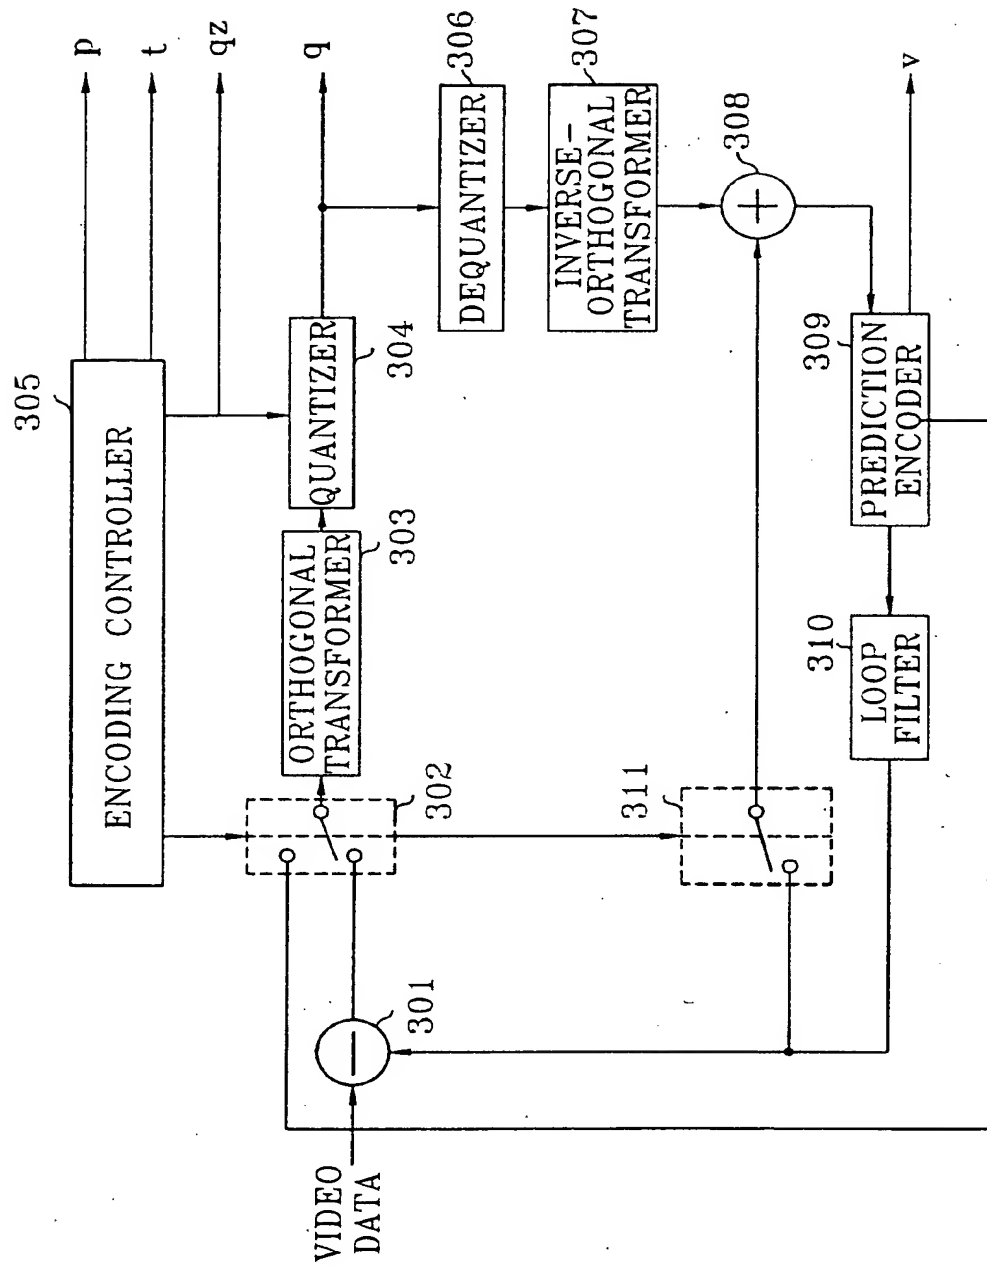 305
ENCODING CONTROLLER
p
t
qz
q
VIDEO
DATA
301
302
ORTHOGONAL
TRANSFORMER
303
QUANTIZER
304
DEQUANTIZER
306
INVERSE-
ORTHOGONAL
TRANSFORMER
307
308
311
309
PREDICTION
ENCODER
v
310
LOOP
FILTER